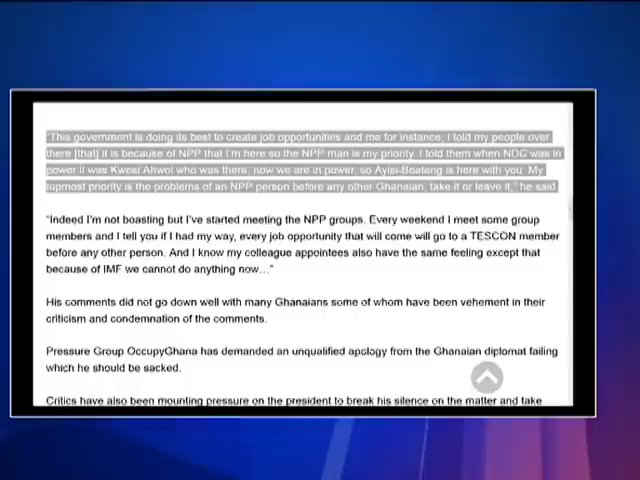 "This government is doing its best to create job opportunities and me for instance, I told my people over
there [that] it is because of NPP that I'm here so the NPP man is my priority. I told them when NDC was in
power it was Kwesi Ahwoi who was there, now we are in power, so Ayisi-Boateng is here with you. My
topmost priority is the problems of an NPP person before any other Ghanaian, take it or leave it," he said.
"Indeed I'm not boasting but I've started meeting the NPP groups. Every weekend I meet some group
members and I tell you if I had my way, every job opportunity that will come will go to a TESCON member
before any other person. And I know my colleague appointees also have the same feeling except that
because of IMF we cannot do anything now…"
His comments did not go down well with many Ghanaians some of whom have been vehement in their
criticism and condemnation of the comments.
Pressure Group OccupyGhana has demanded an unqualified apology from the Ghanaian diplomat failing
which he should be sacked.
Critics have also been mounting pressure on the president to break his silence on the matter and take